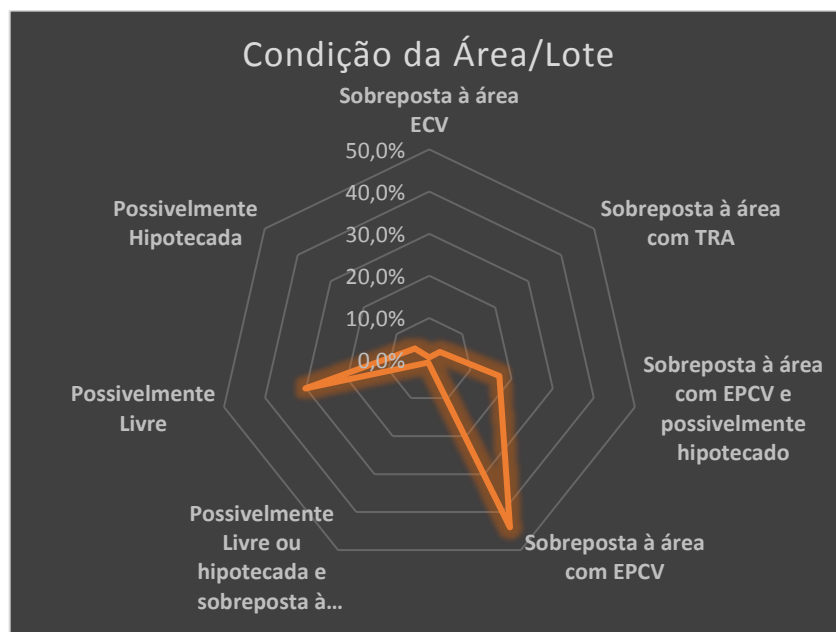 Condição da Área/Lote
Sobreposta à área
ECV
50,0%
40,0%
30,0%
20,0%
10,0%
0,0%
Sobreposta à área
com TRA
Sobreposta à área
com EPCV e
possivelmente
hipotecado
Sobreposta à área
com EPCV
Possivelmente
Livre ou
hipotecada e
sobreposta à...
Possivelmente
Livre
Possivelmente
Hipotecada